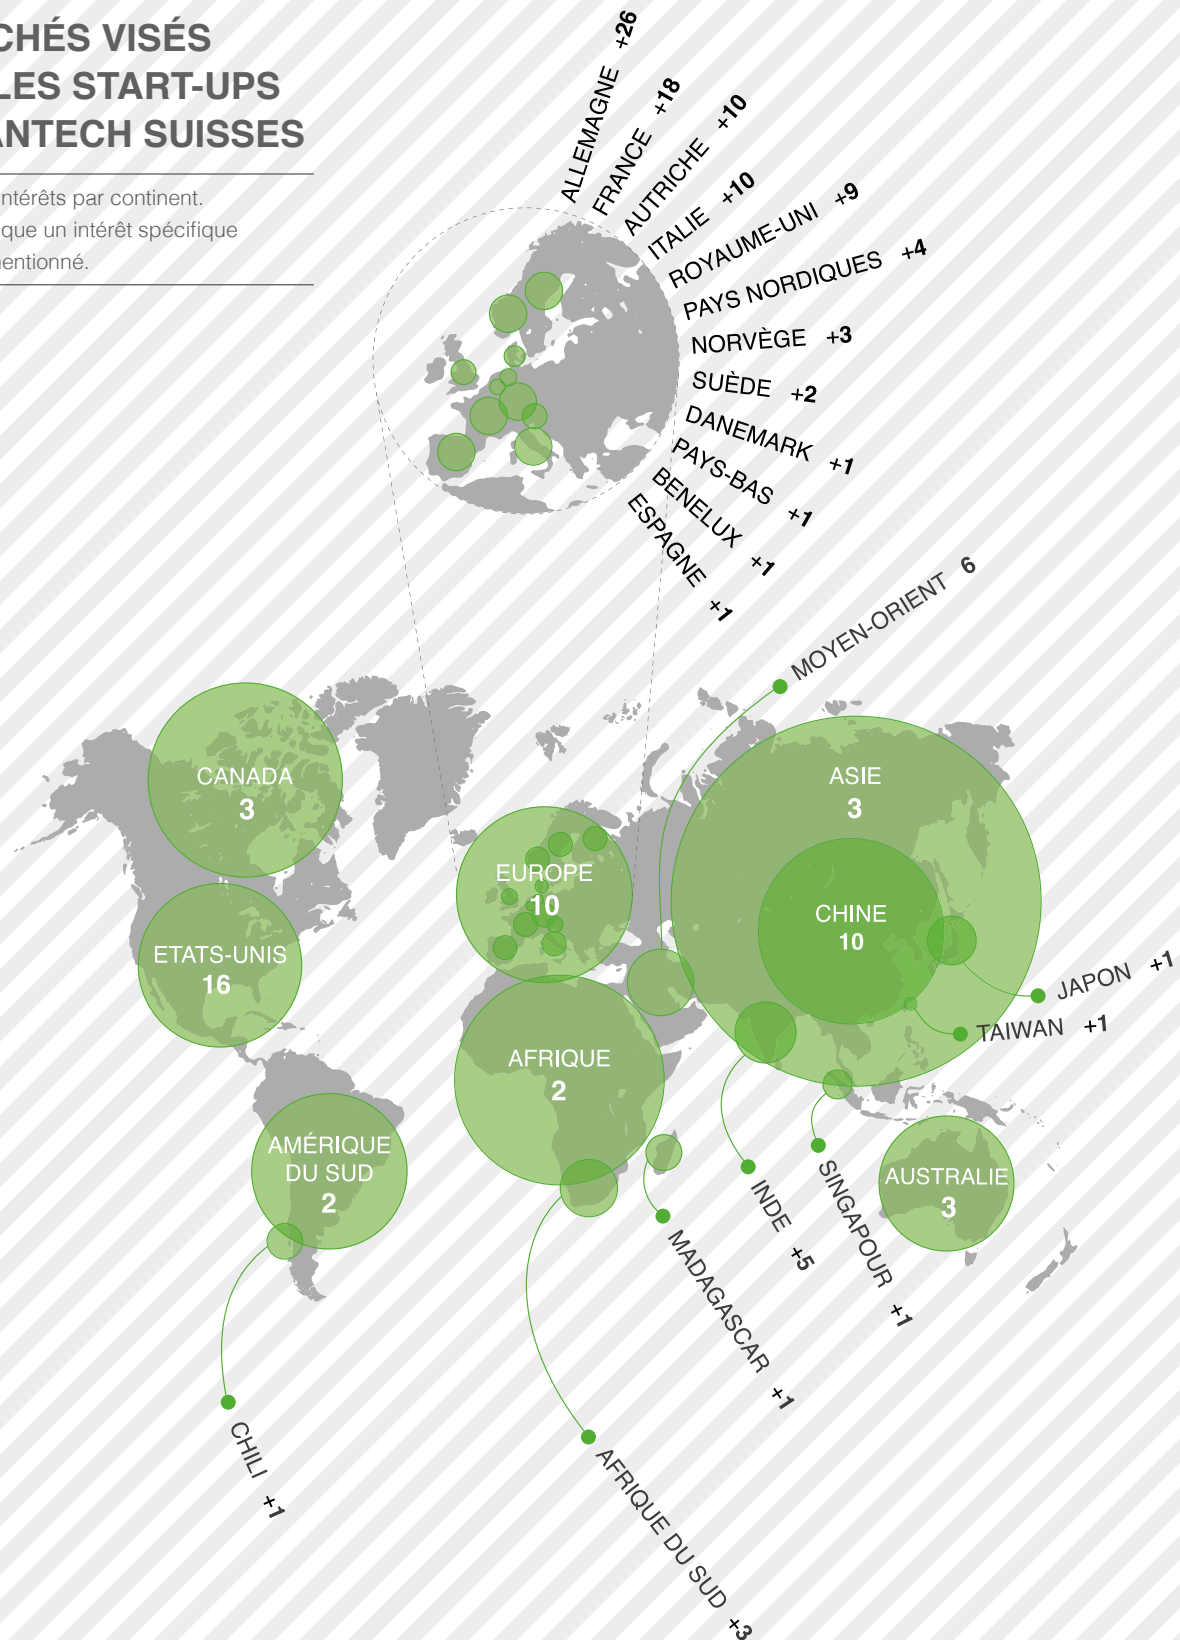 CHÉS VISÉS
LES START-UPS
ANTECH SUISSES
ntérêts par continent.
que un intérêt spécifique
nentionné.
ALLEMAGNE +26
FRANCE +18
AUTRICHE +10
ITALIE +10
ROYAUME-UNI +9
PAYS NORDIQUES +4
NORVÈGE +3
SUÈDE +2
DANEMARK +1
PAYS-BAS +1
BENELUX +1
ESPAGNE +1
MOYEN-ORIENT 6
CANADA
3
ASIE
3
EUROPE
10
CHINE
10
ETATS-UNIS
16
JAPON +1
TAIWAN +1
AFRIQUE
2
AMÉRIQUE
DU SUD
2
AUSTRALIE
3
INDE +5
SINGAPOUR +1
MADAGASCAR +1
CHILI +1
AFRIQUE DU SUD +3